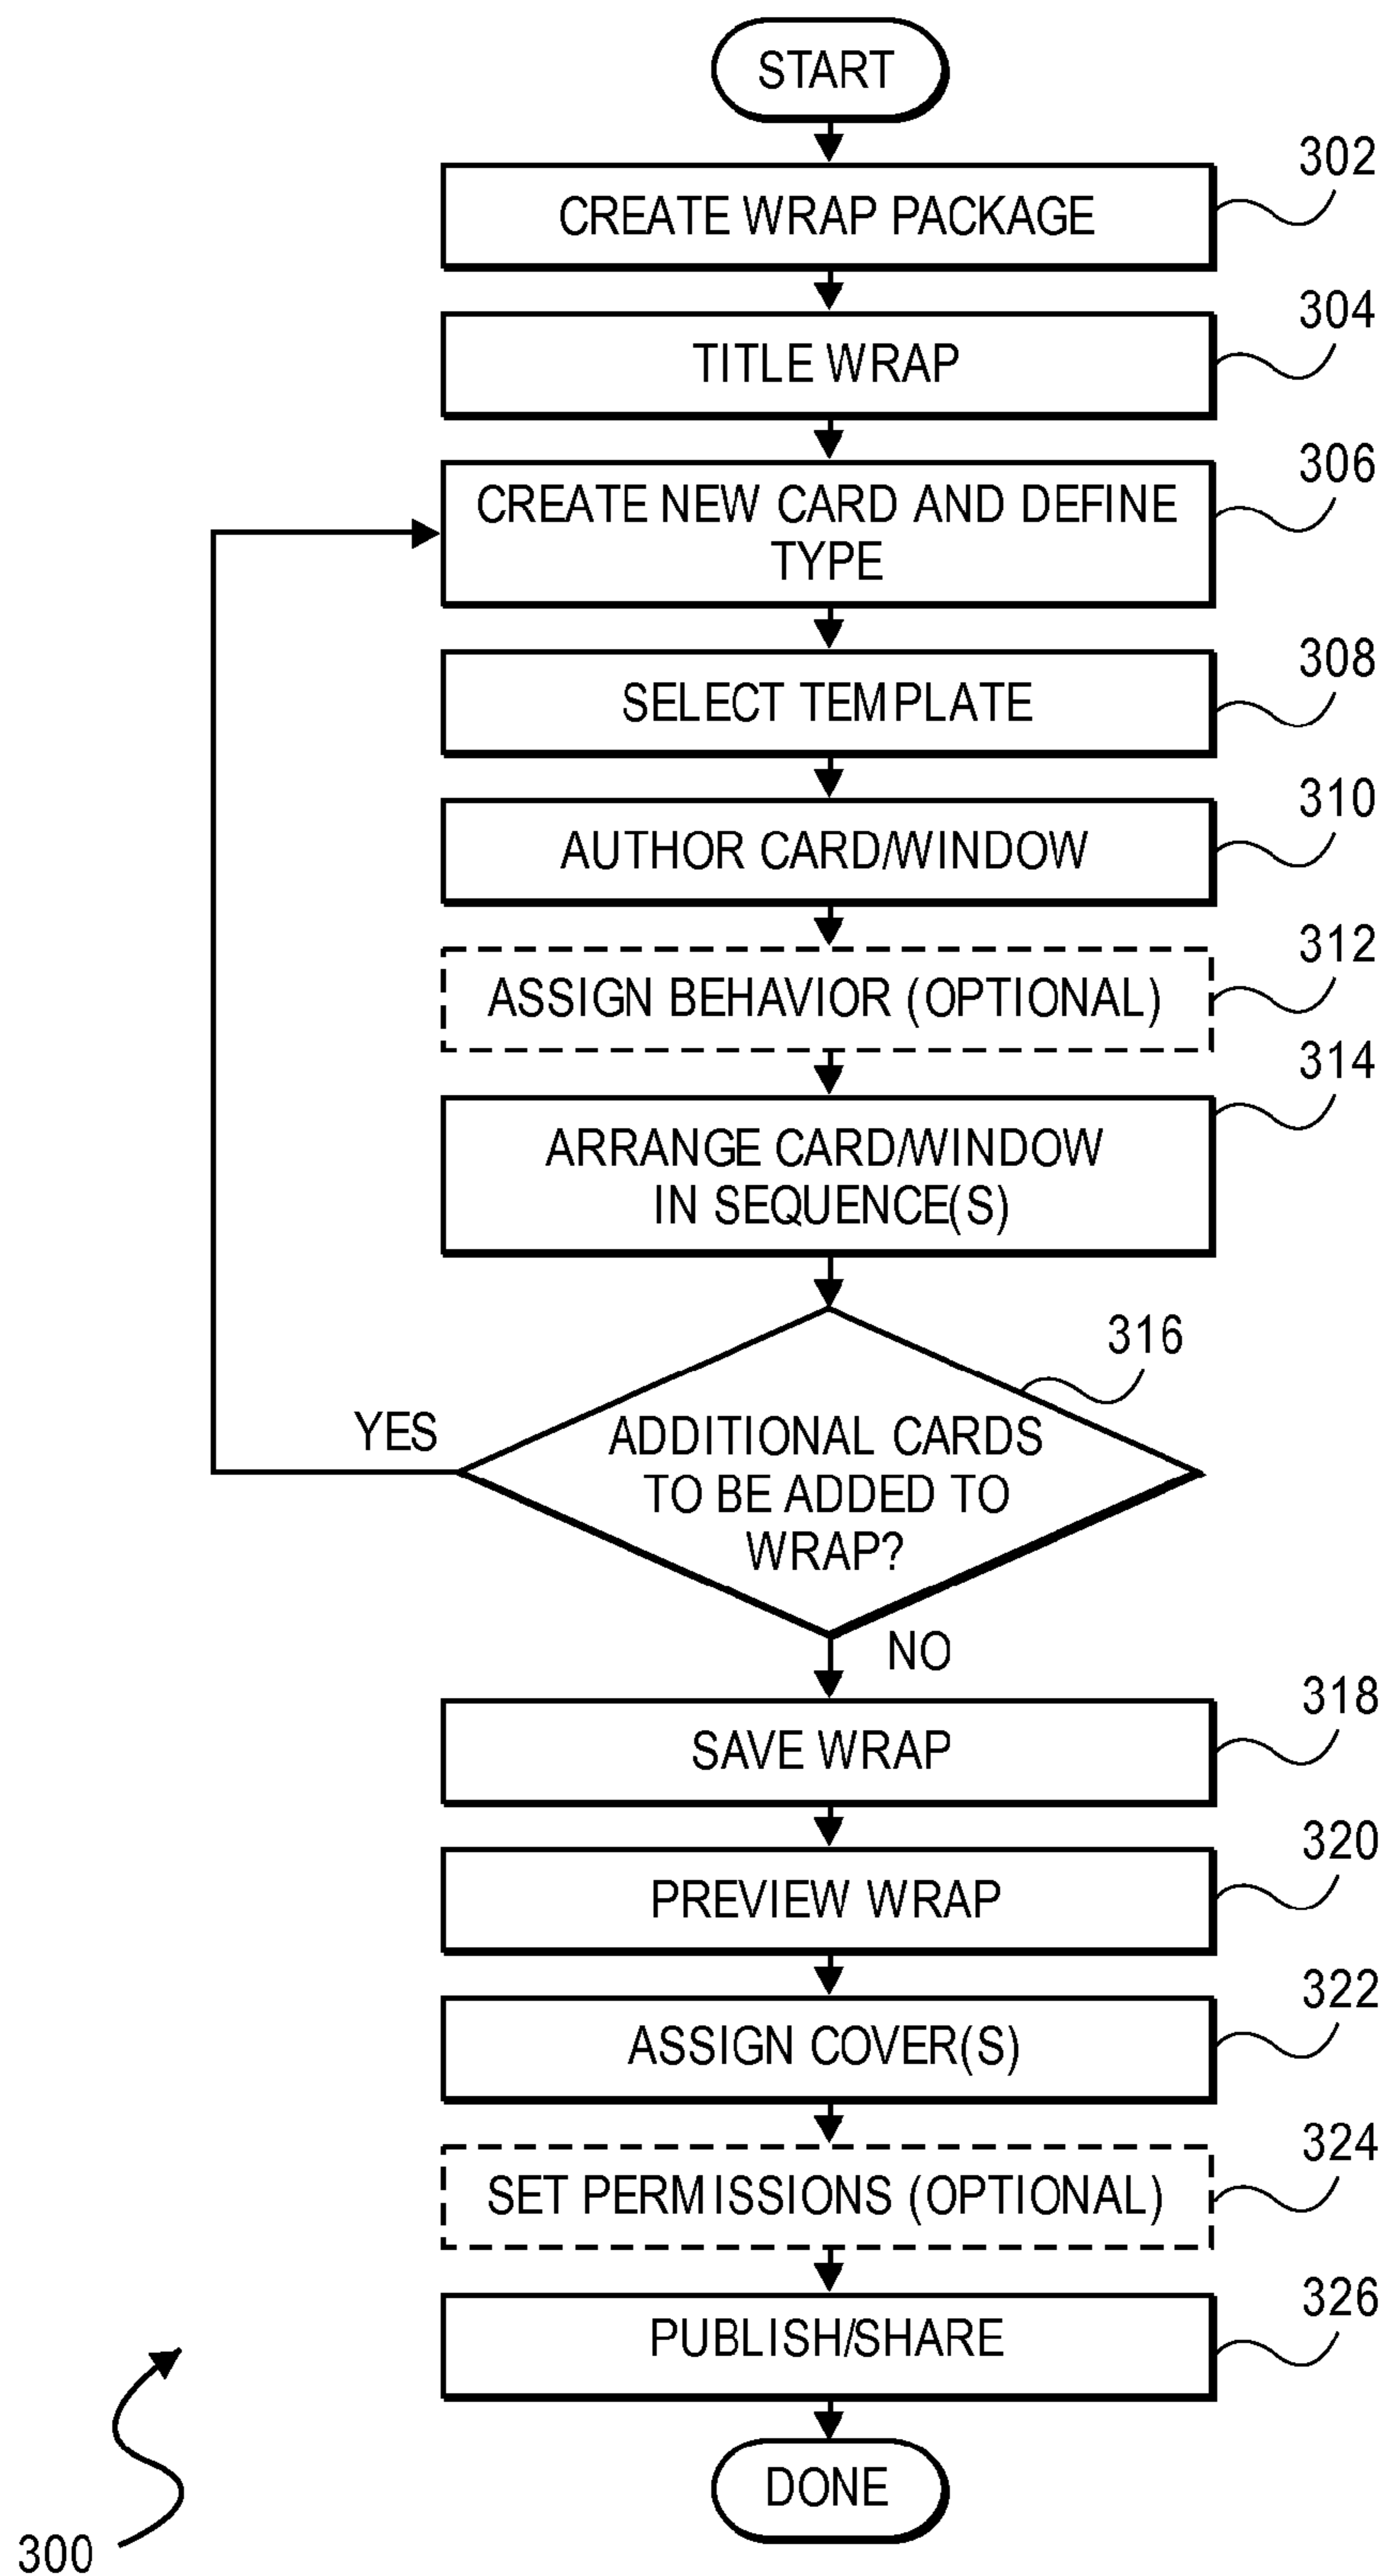 START
302
CREATE WRAP PACKAGE
304
TITLE WRAP
306
CREATE NEW CARD AND DEFINE
TYPE
308
SELECT TEMPLATE
310
AUTHOR CARD/WINDOW
312
ASSIGN BEHAVIOR (OPTIONAL)
314
ARRANGE CARD/WINDOW
IN SEQUENCE(S)
316
YES
ADDITIONAL CARDS
TO BE ADDED TO
WRAP?
NO
318
SAVE WRAP
320
PREVIEW WRAP
322
ASSIGN COVER(S)
324
SET PERMISSIONS (OPTIONAL)
326
PUBLISH/SHARE
DONE
300